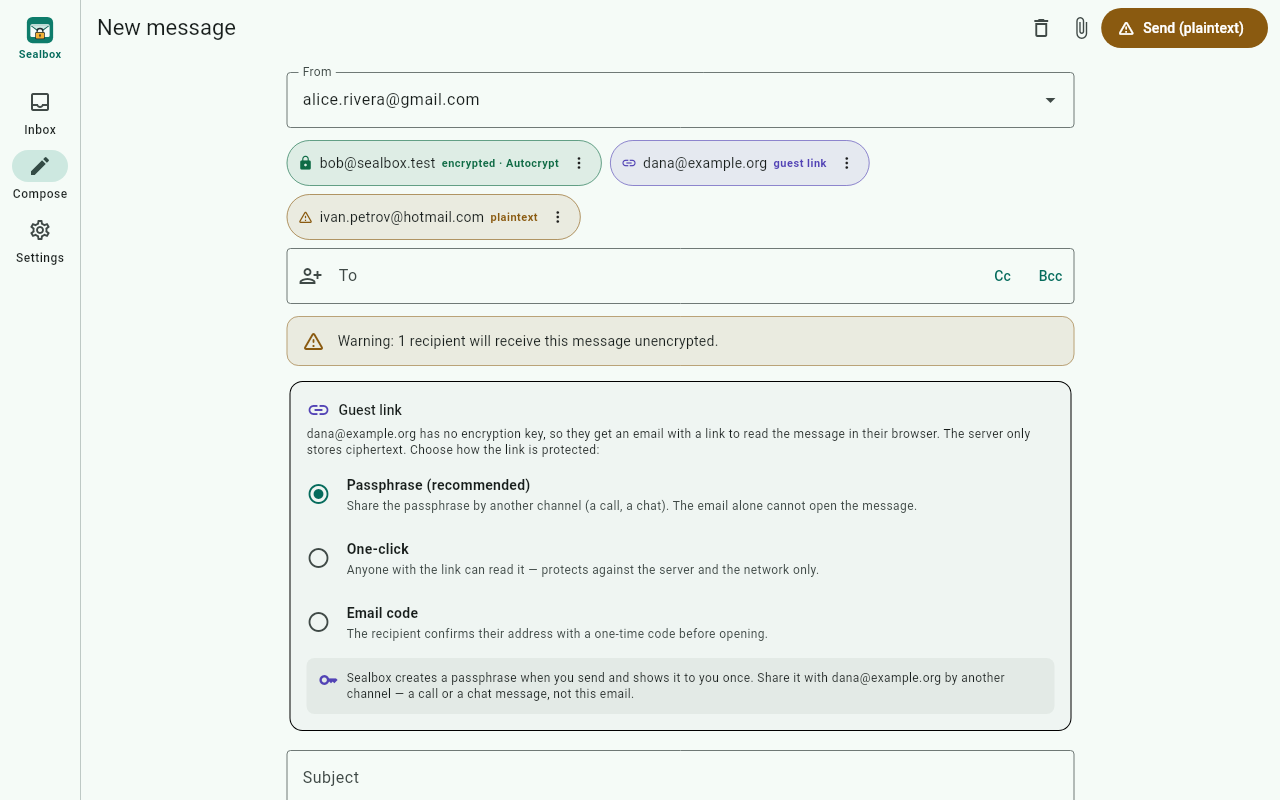 New message
Send (plaintext)
Sealbox
Inbox
Compose
Settings
From
alice.rivera@gmail.com
bob@sealbox.test encrypted · Autocrypt
dana@example.org guest link
ivan.petrov@hotmail.com plaintext
To
Cc
Bcc
Warning: 1 recipient will receive this message unencrypted.
Guest link
dana@example.org has no encryption key, so they get an email with a link to read the message in their browser. The server only
stores ciphertext. Choose how the link is protected:
Passphrase (recommended)
Share the passphrase by another channel (a call, a chat). The email alone cannot open the message.
One-click
Anyone with the link can read it — protects against the server and the network only.
Email code
The recipient confirms their address with a one-time code before opening.
Sealbox creates a passphrase when you send and shows it to you once. Share it with dana@example.org by another
channel — a call or a chat message, not this email.
Subject